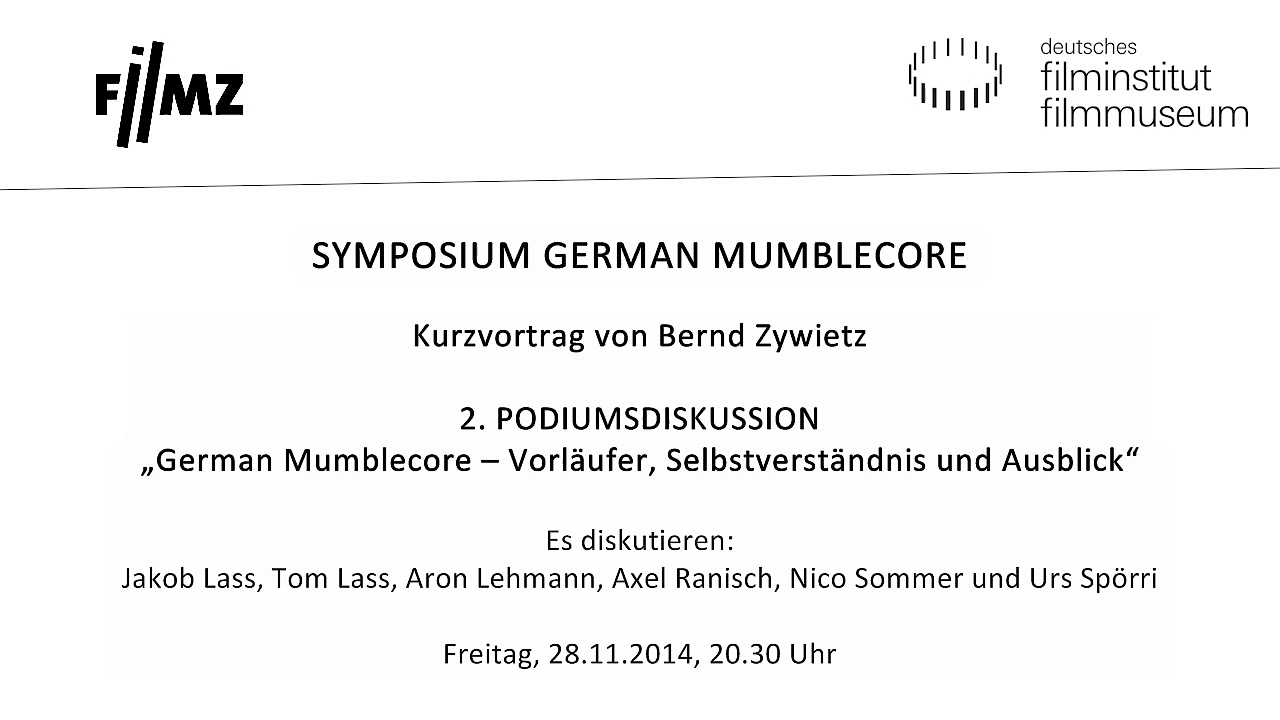 FiLMZ
deutsches
filminstitut
filmmuseum
SYMPOSIUM GERMAN MUMBLECORE
Kurzvortrag von Bernd Zywietz
2. PODIUMSDISKUSSION
„German Mumblecore – Vorläufer, Selbstverständnis und Ausblick“
Es diskutieren:
Jakob Lass, Tom Lass, Aron Lehmann, Axel Ranisch, Nico Sommer und Urs Spörri
Freitag, 28.11.2014, 20.30 Uhr